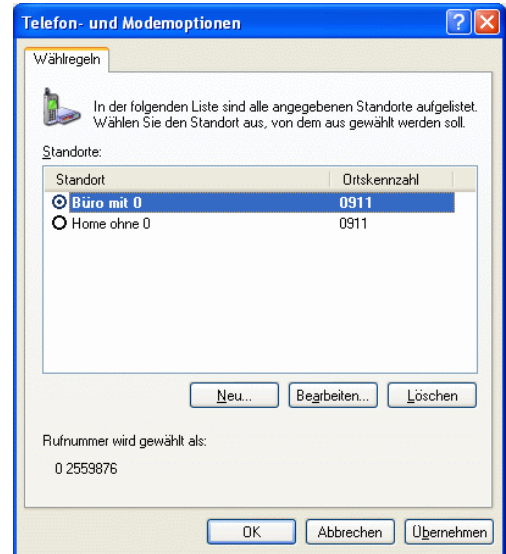 Telefon- und Modemoptionen
Wählregeln
In der folgenden Liste sind alle angegebenen Standorte aufgelistet.
Wählen Sie den Standort aus, von dem aus gewählt werden soll.
Standorte:
Standort Ortskennzahl
Büro mit 0 0911
Home ohne 0 0911
Neu... Bearbeiten... Löschen
Rufnummer wird gewählt als:
0 2559876
OK Abbrechen Übernehmen